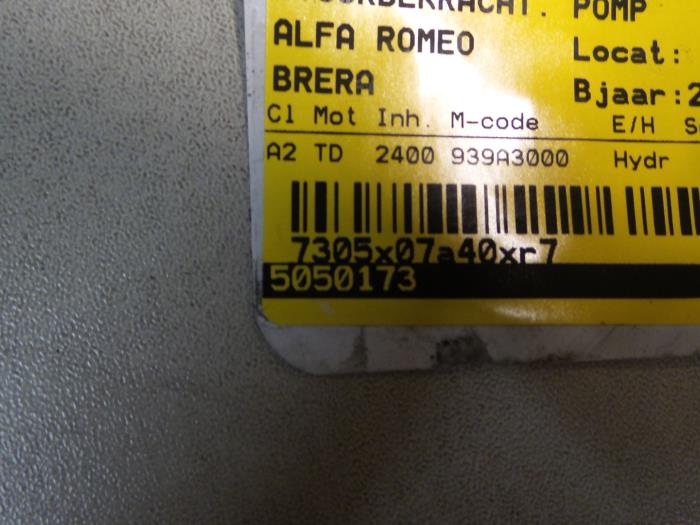 POMP
ALFA ROMEO
Locat:
BRERA
Bjaar:2
Cl Mot Inh. M-code E/H
A2 TD 2400 939A3000 Hydr
7305x07a40xr7
5050173